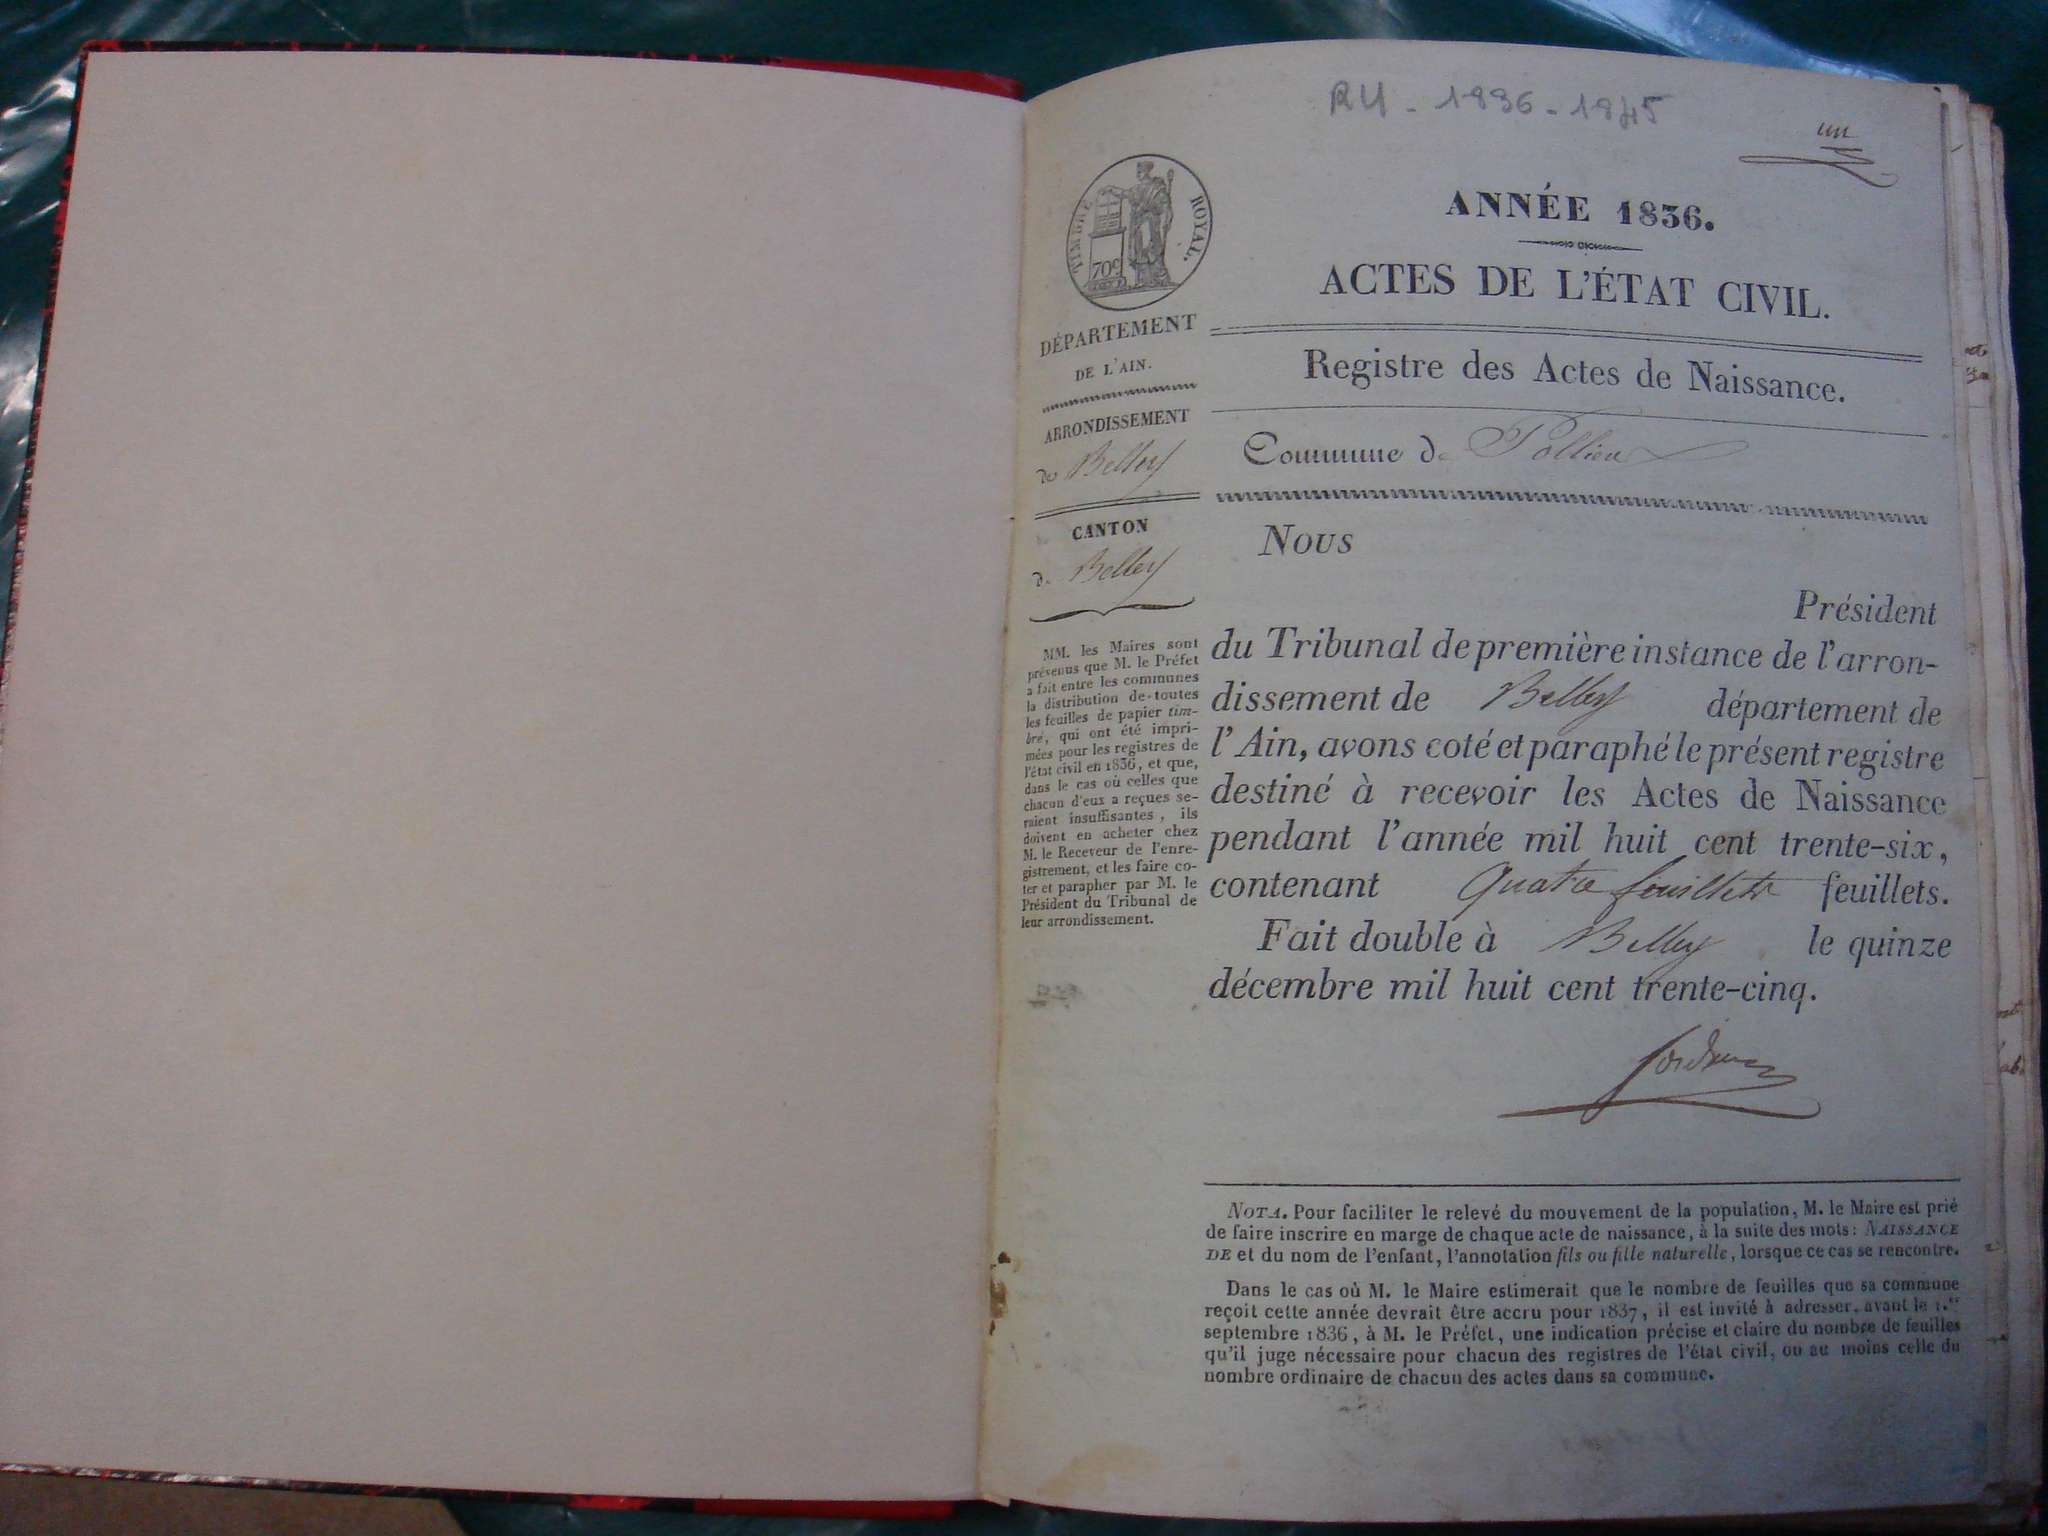 RU - 1836 - 1845
un
TIMBRE ROYAL.
70c
ANNÉE 1836.
ACTES DE L'ÉTAT CIVIL.
Registre des Actes de Naissance.
Commune de Pollieu
DÉPARTEMENT
DE L'AIN.
ARRONDISSEMENT
de Belley
CANTON
de Belley
MM. les Maires sont
prévenus que M. le Préfet
a fait entre les communes
la distribution de toutes
les feuilles de papier tim-
bré, qui ont été impri-
mées pour les registres de
l'état civil en 1836, et que,
dans le cas où celles que
chacun d'eux a reçues se-
raient insuffisantes, ils
doivent en acheter chez
M. le Receveur de l'enre-
gistrement, et les faire co-
ter et parapher par M. le
Président du Tribunal de
leur arrondissement.
Nous
Président
du Tribunal de première instance de l'arron-
dissement de Belley département de
l'Ain, avons coté et paraphé le présent registre
destiné à recevoir les Actes de Naissance
pendant l'année mil huit cent trente-six,
contenant Quatre feuillets feuillets.
Fait double à Belley le quinze
décembre mil huit cent trente-cinq.
NOTA. Pour faciliter le relevé du mouvement de la population, M. le Maire est prié
de faire inscrire en marge de chaque acte de naissance, à la suite des mots : NAISSANCE
DE et du nom de l'enfant, l'annotation fils ou fille naturelle, lorsque ce cas se rencontre.
Dans le cas où M. le Maire estimerait que le nombre de feuilles que sa commune
reçoit cette année devrait être accru pour 1837, il est invité à adresser, avant le 1.er
septembre 1836, à M. le Préfet, une indication précise et claire du nombre de feuilles
qu'il juge nécessaire pour chacun des registres de l'état civil, ou au moins celle du
nombre ordinaire de chacun des actes dans sa commune.